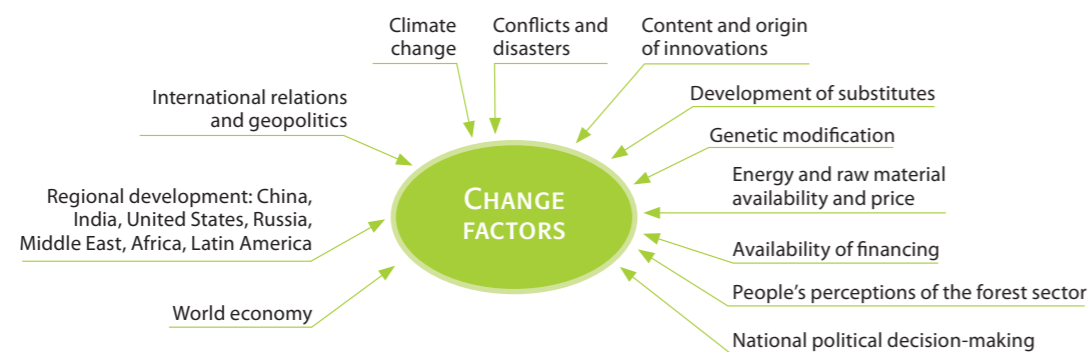 Climate
change
Conflicts and
disasters
Content and origin
of innovations
International relations
and geopolitics
Development of substitutes
Genetic modification
Regional development: China,
India, United States, Russia,
Middle East, Africa, Latin America
CHANGE
FACTORS
Energy and raw material
availability and price
Availability of financing
World economy
People’s perceptions of the forest sector
National political decision-making